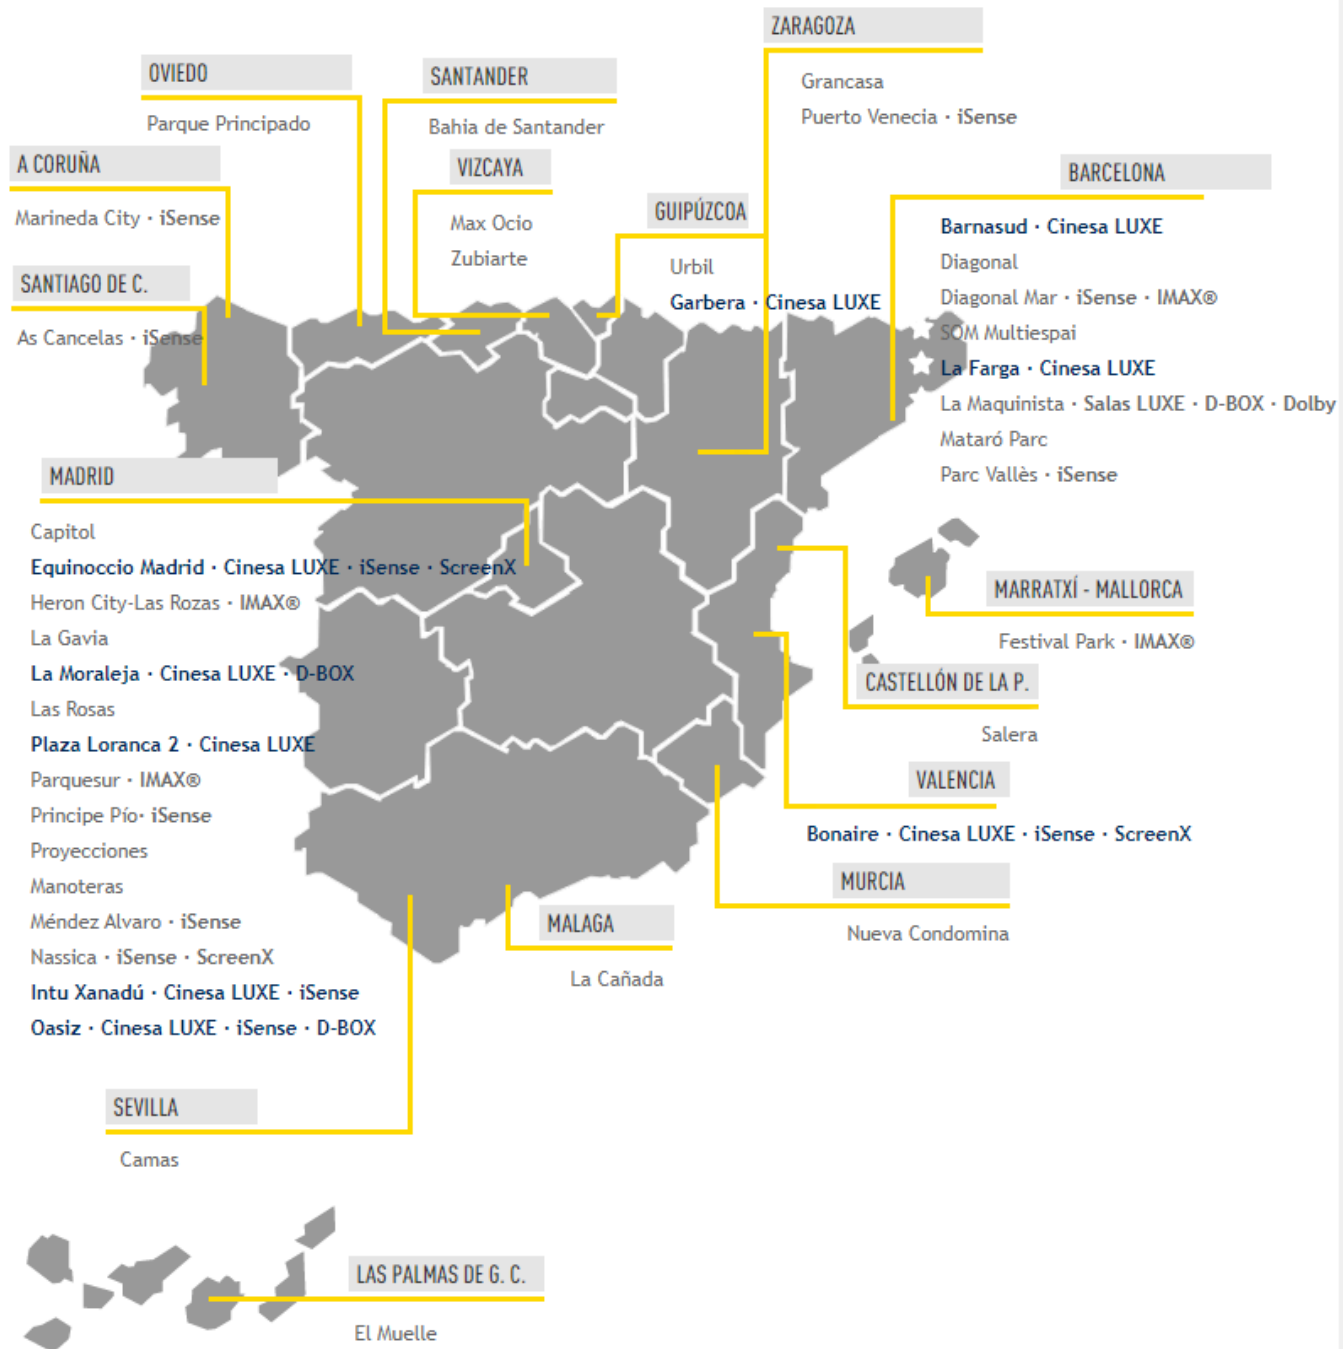 ZARAGOZA
Grancasa
Puerto Venecia · iSense
OVIEDO
Parque Principado
SANTANDER
Bahia de Santander
A CORUÑA
Marineda City · iSense
VIZCAYA
Max Ocio
Zubiarte
GUIPÚZCOA
Urbil
Garbera · Cinesa LUXE
BARCELONA
Barnasud · Cinesa LUXE
Diagonal
Diagonal Mar · iSense · IMAX®
SOM Multiespai
La Farga · Cinesa LUXE
La Maquinista · Salas LUXE · D-BOX · Dolby
Mataró Parc
Parc Vallès · iSense
SANTIAGO DE C.
As Cancelas · iSense
MADRID
Capitol
Equinoccio Madrid · Cinesa LUXE · iSense · ScreenX
Heron City-Las Rozas · IMAX®
La Gavia
La Moraleja · Cinesa LUXE · D-BOX
Las Rosas
Plaza Loranca 2 · Cinesa LUXE
Parquesur · IMAX®
Principe Pío· iSense
Proyecciones
Manoteras
Méndez Alvaro · iSense
Nassica · iSense · ScreenX
Intu Xanadú · Cinesa LUXE · iSense
Oasiz · Cinesa LUXE · iSense · D-BOX
MARRATXÍ - MALLORCA
Festival Park · IMAX®
CASTELLÓN DE LA P.
Salera
VALENCIA
Bonaire · Cinesa LUXE · iSense · ScreenX
MURCIA
Nueva Condomina
MALAGA
La Cañada
SEVILLA
Camas
LAS PALMAS DE G. C.
El Muelle